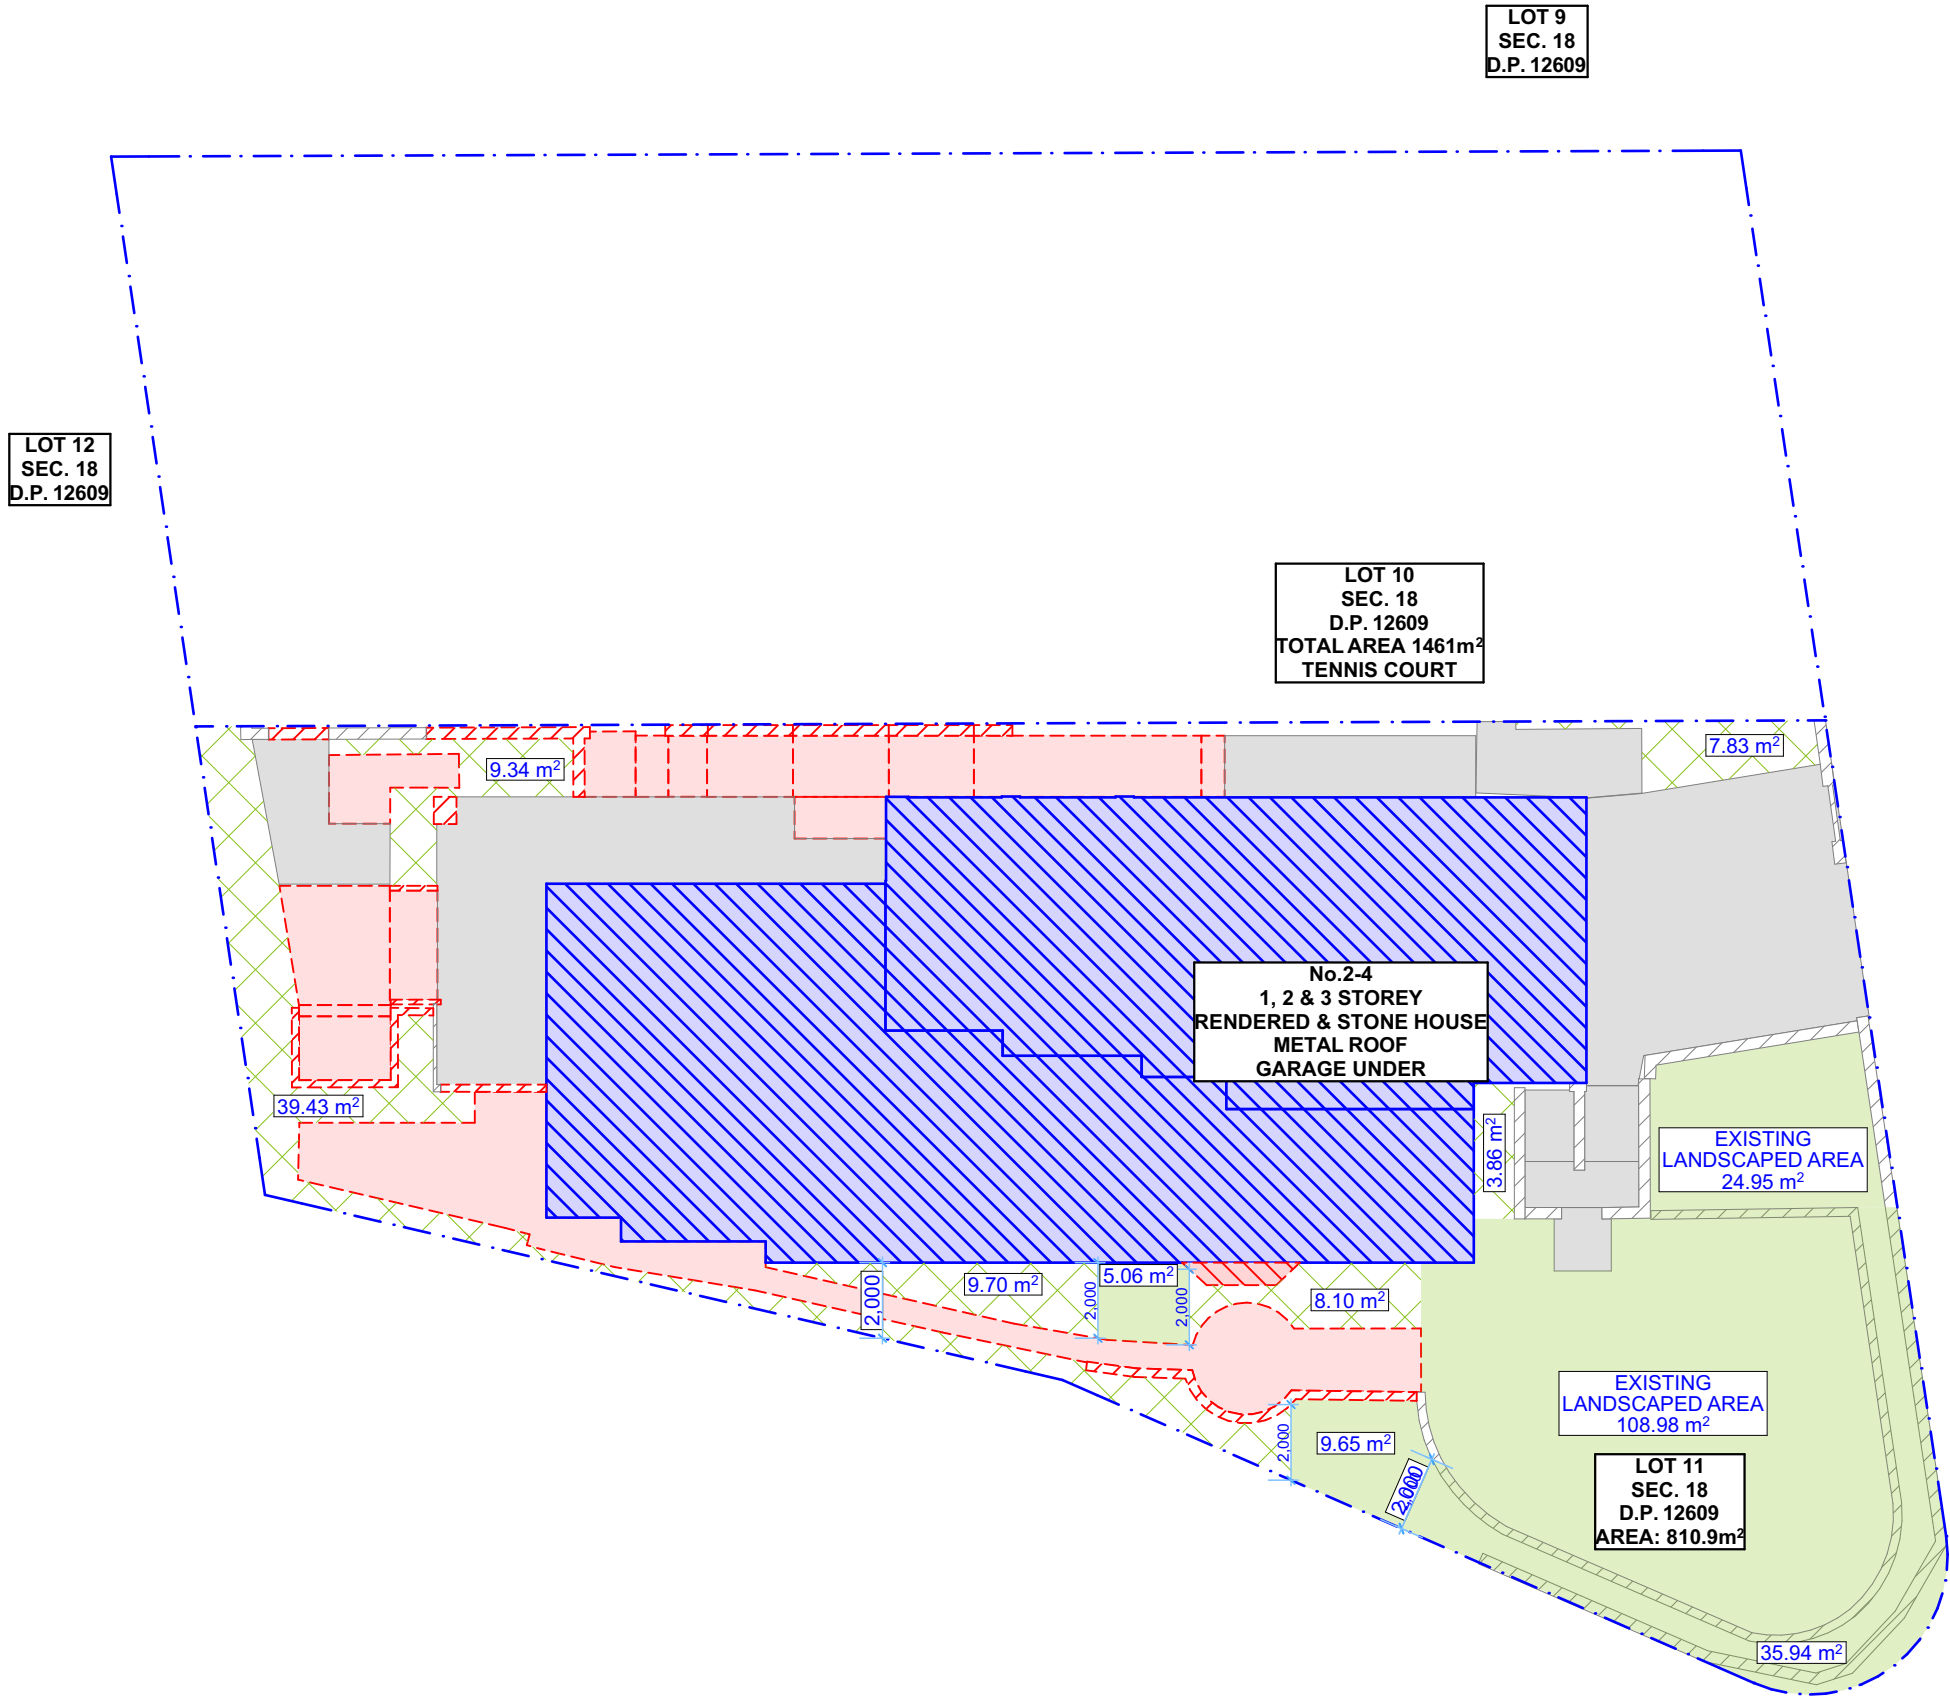 LOT 9
SEC. 18
D.P. 12609
LOT 12
SEC. 18
D.P. 12609
LOT 10
SEC. 18
D.P. 12609
TOTAL AREA 1461m²
TENNIS COURT
9.34 m²
7.83 m²
No.2-4
1, 2 & 3 STOREY
RENDERED & STONE HOUSE
METAL ROOF
GARAGE UNDER
39.43 m²
3.86 m²
EXISTING
LANDSCAPED AREA
24.95 m²
2,000
9.70 m²
2,000
5.06 m²
2,000
8.10 m²
EXISTING
LANDSCAPED AREA
108.98 m²
2,000
9.65 m²
2,000
2,000
LOT 11
SEC. 18
D.P. 12609
AREA: 810.9m²
35.94 m²